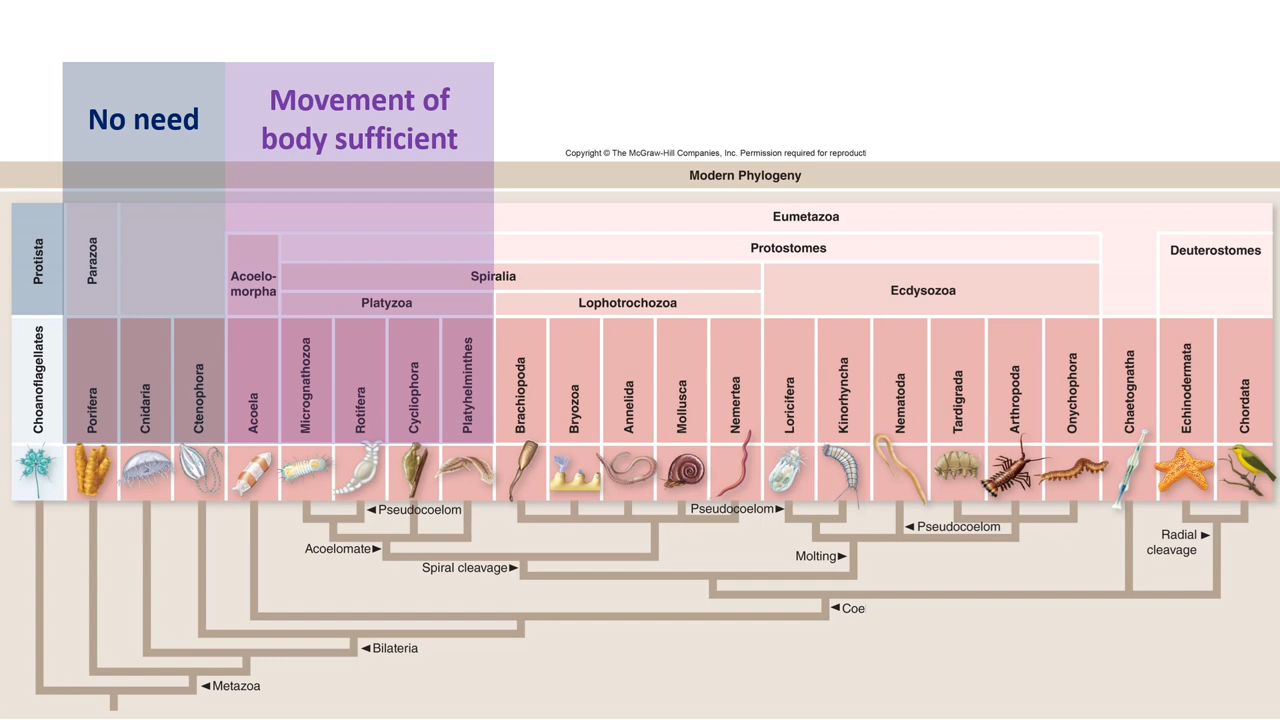 No need
Movement of
body sufficient
Copyright © The McGraw-Hill Companies, Inc. Permission required for reproducti
Modern Phylogeny
Eumetazoa
Protista
Parazoa
Protostomes
Deuterostomes
Acoelo-
morpha
Spiralia
Ecdysozoa
Platyzoa
Lophotrochozoa
Choanoflagellates
Porifera
Cnidaria
Ctenophora
Acoela
Micrognathozoa
Rotifera
Cycliophora
Platyhelminthes
Brachiopoda
Bryozoa
Annelida
Mollusca
Nemertea
Loricifera
Kinorhyncha
Nematoda
Tardigrada
Arthropoda
Onychophora
Chaetognatha
Echinodermata
Chordata
Pseudocoelom
Pseudocoelom
Pseudocoelom
Radial
cleavage
Acoelomate
Molting
Spiral cleavage
Coe
Bilateria
Metazoa